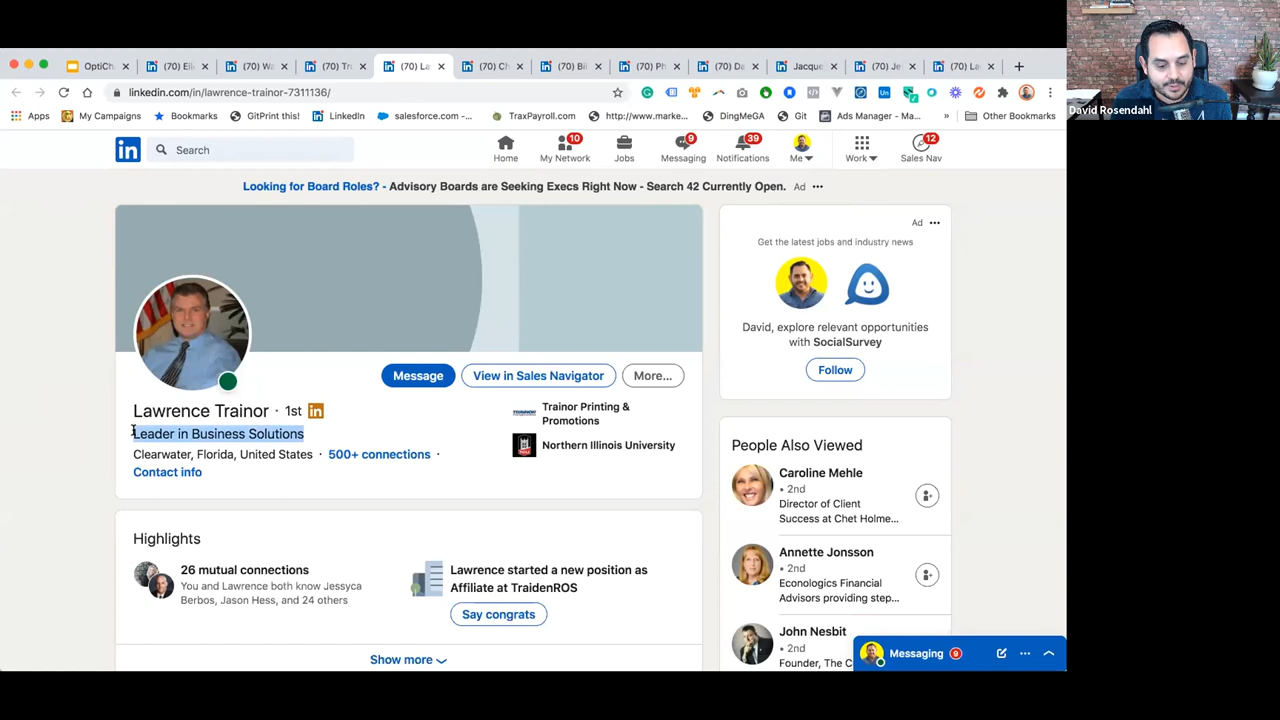 OptiCh
(70) Eil
(70) Wa
(70) Tr
(70) La
(70) Ch
(70) Bi
(70) Ph
(70) Da
Jacque
(70) Je
(70) La
linkedin.com/in/lawrence-trainor-7311136/
Apps
My Campaigns
Bookmarks
GitPrint this!
LinkedIn
salesforce.com -...
TraxPayroll.com
http://www.marke...
DingMeGA
Git
Ads Manager - Ma...
»
Other Bookmarks
David Rosendahl
in
Search
Home
10
My Network
Jobs
9
Messaging
39
Notifications
Me
Work
12
Sales Nav
Looking for Board Roles? - Advisory Boards are Seeking Execs Right Now - Search 42 Currently Open. Ad •••
Message
View in Sales Navigator
More...
Lawrence Trainor · 1st in
Leader in Business Solutions
Clearwater, Florida, United States · 500+ connections ·
Contact info
Trainor Printing &
Promotions
Northern Illinois University
Highlights
26 mutual connections
You and Lawrence both know Jessyca
Berbos, Jason Hess, and 24 others
Lawrence started a new position as
Affiliate at TraidenROS
Say congrats
Show more
Ad •••
Get the latest jobs and industry news
David, explore relevant opportunities
with SocialSurvey
Follow
People Also Viewed
Caroline Mehle
• 2nd
Director of Client
Success at Chet Holme...
Annette Jonsson
• 2nd
Econologics Financial
Advisors providing step...
John Nesbit
• 2nd
Founder, The C
Messaging 9